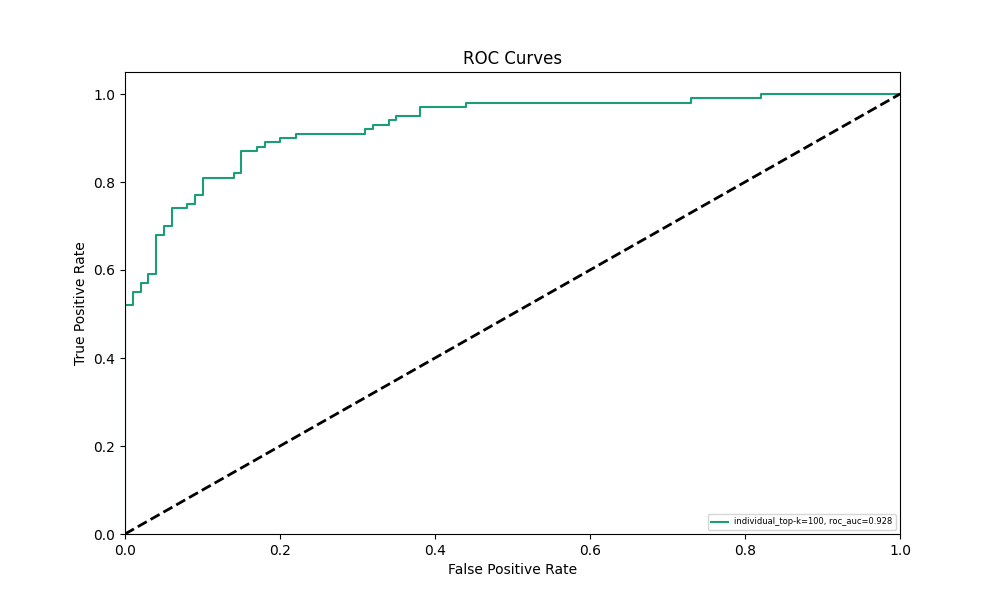 ROC Curves
1.0
0.8
0.6
0.4
0.2
0.0
True Positive Rate
individual_top-k=100, roc_auc=0.928
0.0 0.2 0.4 0.6 0.8 1.0
False Positive Rate